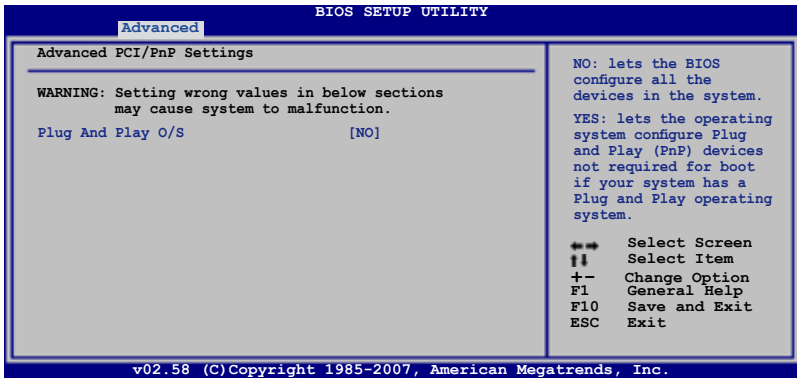 BIOS SETUP UTILITY
Advanced
Advanced PCI/PnP Settings
WARNING: Setting wrong values in below sections
may cause system to malfunction.
Plug And Play O/S [NO]
NO: lets the BIOS
configure all the
devices in the system.
YES: lets the operating
system configure Plug
and Play (PnP) devices
not required for boot
if your system has a
Plug and Play operating
system.
←→ Select Screen
↑↓ Select Item
+- Change Option
F1 General Help
F10 Save and Exit
ESC Exit
v02.58 (C)Copyright 1985-2007, American Megatrends, Inc.